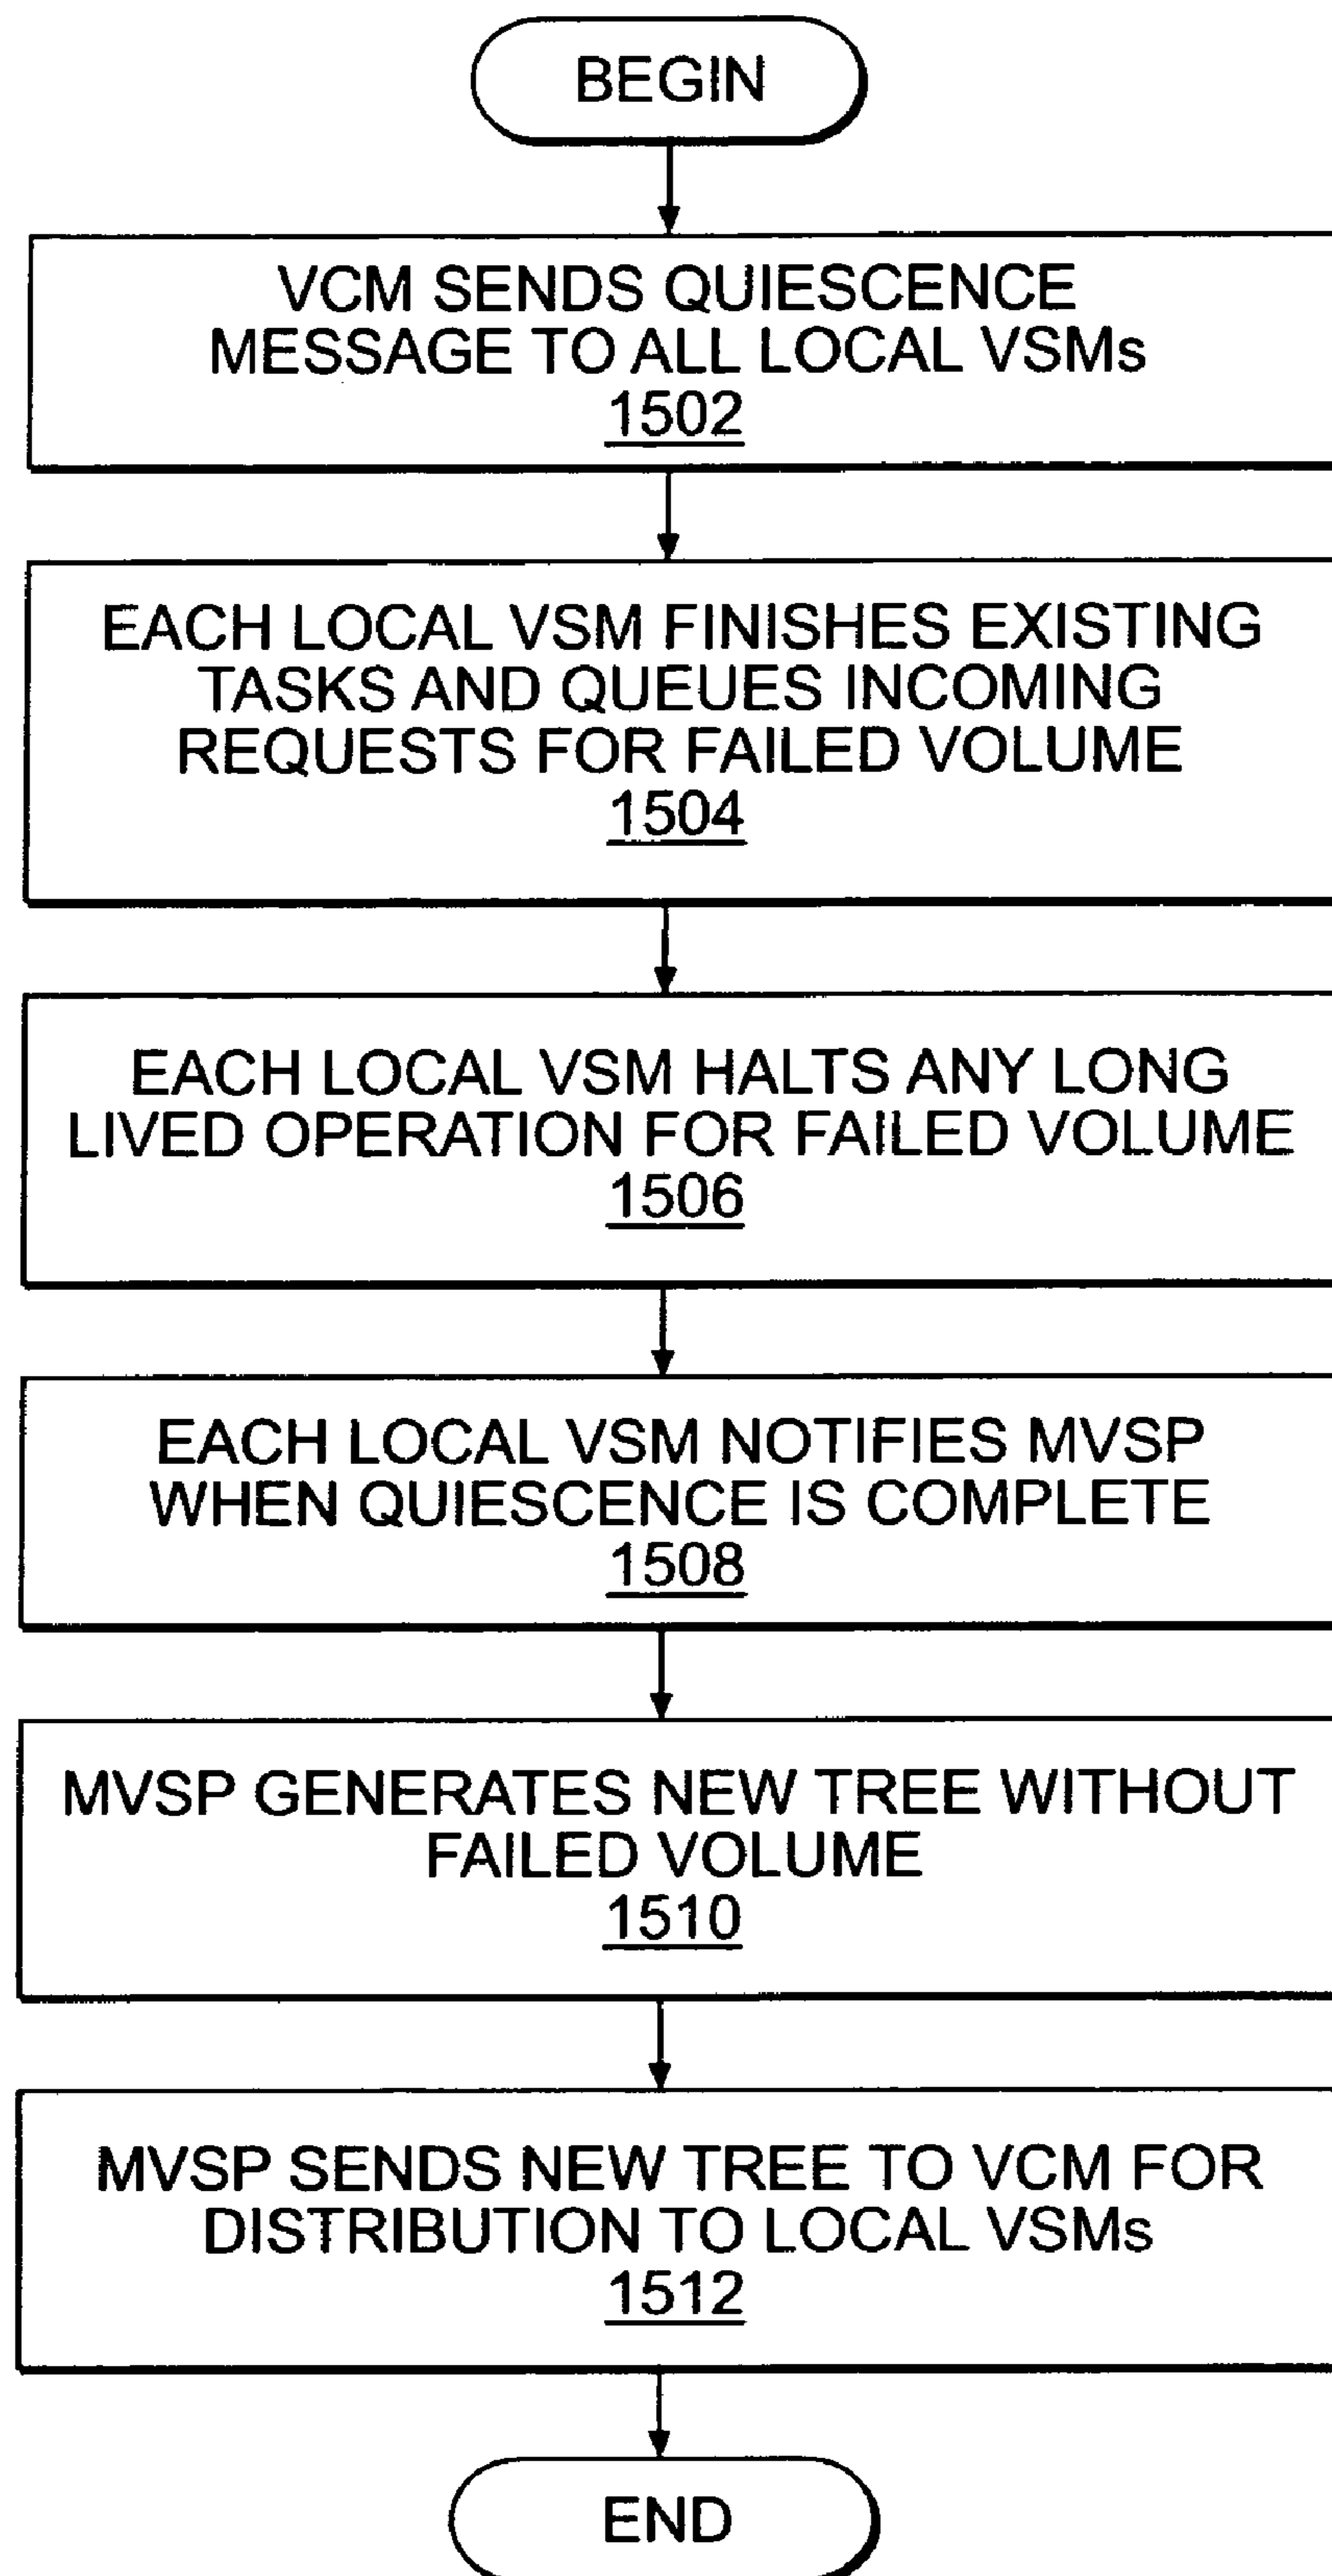 BEGIN
VCM SENDS QUIESCENCE
MESSAGE TO ALL LOCAL VSMs
1502
EACH LOCAL VSM FINISHES EXISTING
TASKS AND QUEUES INCOMING
REQUESTS FOR FAILED VOLUME
1504
EACH LOCAL VSM HALTS ANY LONG
LIVED OPERATION FOR FAILED VOLUME
1506
EACH LOCAL VSM NOTIFIES MVSP
WHEN QUIESCENCE IS COMPLETE
1508
MVSP GENERATES NEW TREE WITHOUT
FAILED VOLUME
1510
MVSP SENDS NEW TREE TO VCM FOR
DISTRIBUTION TO LOCAL VSMs
1512
END